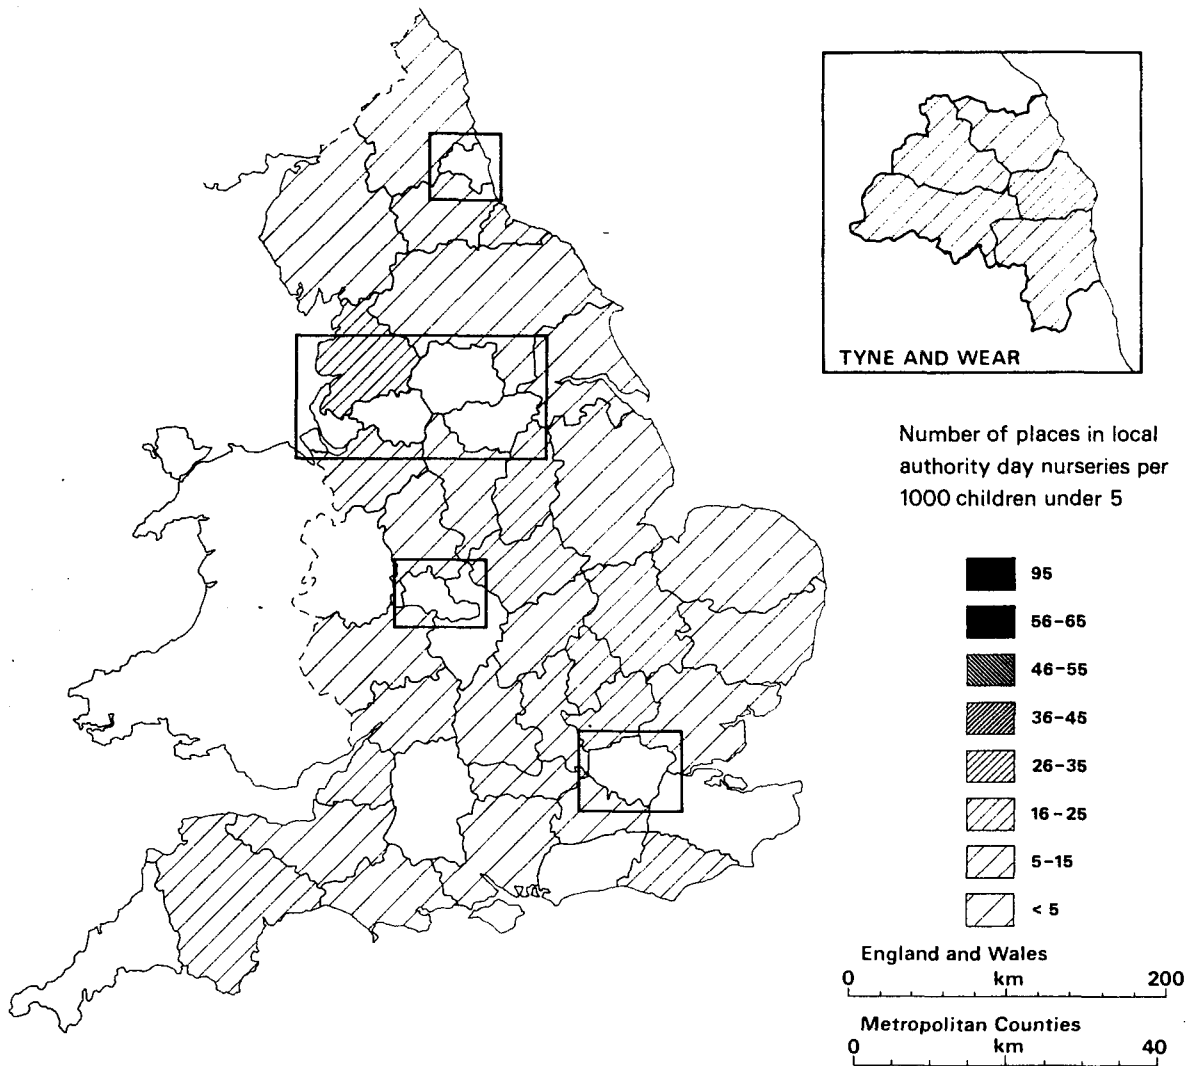 TYNE AND WEAR
Number of places in local
authority day nurseries per
1000 children under 5
95
56-65
46-55
36-45
26-35
16-25
5-15
< 5
England and Wales
0 km 200
Metropolitan Counties
0 km 40